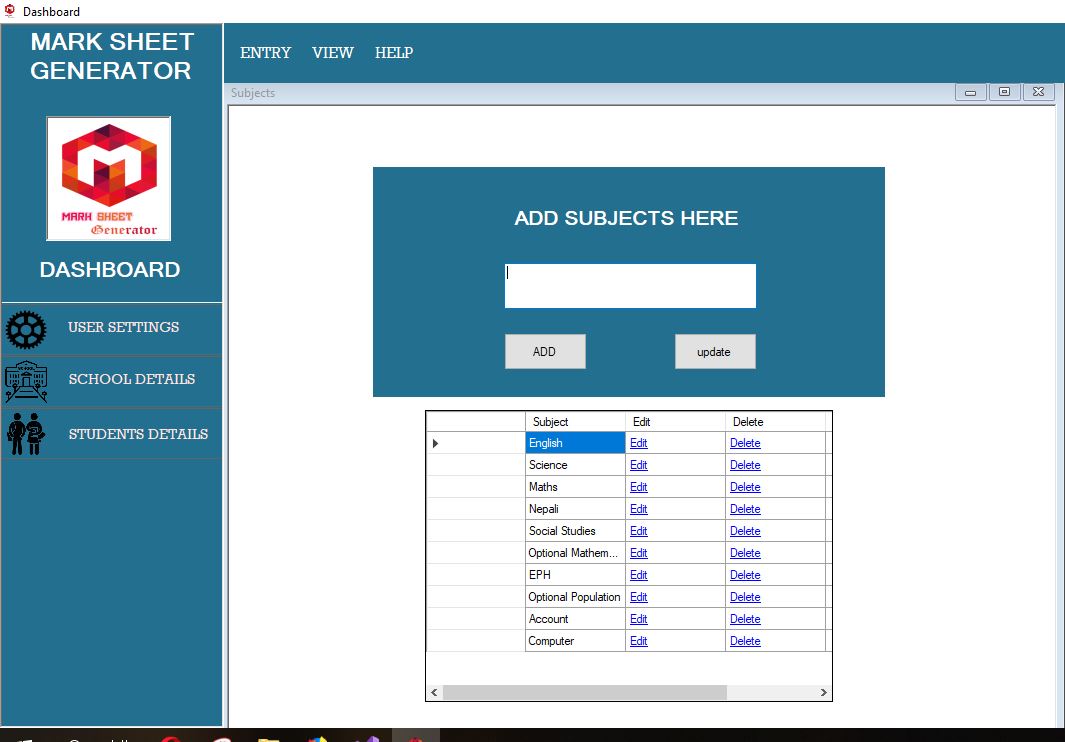 Dashboard
MARK SHEET
GENERATOR
MARK SHEET
Generator
DASHBOARD
USER SETTINGS
SCHOOL DETAILS
STUDENTS DETAILS
ENTRY VIEW HELP
Subjects
ADD SUBJECTS HERE
ADD update
Subject Edit Delete
English Edit Delete
Science Edit Delete
Maths Edit Delete
Nepali Edit Delete
Social Studies Edit Delete
Optional Mathem... Edit Delete
EPH Edit Delete
Optional Population Edit Delete
Account Edit Delete
Computer Edit Delete